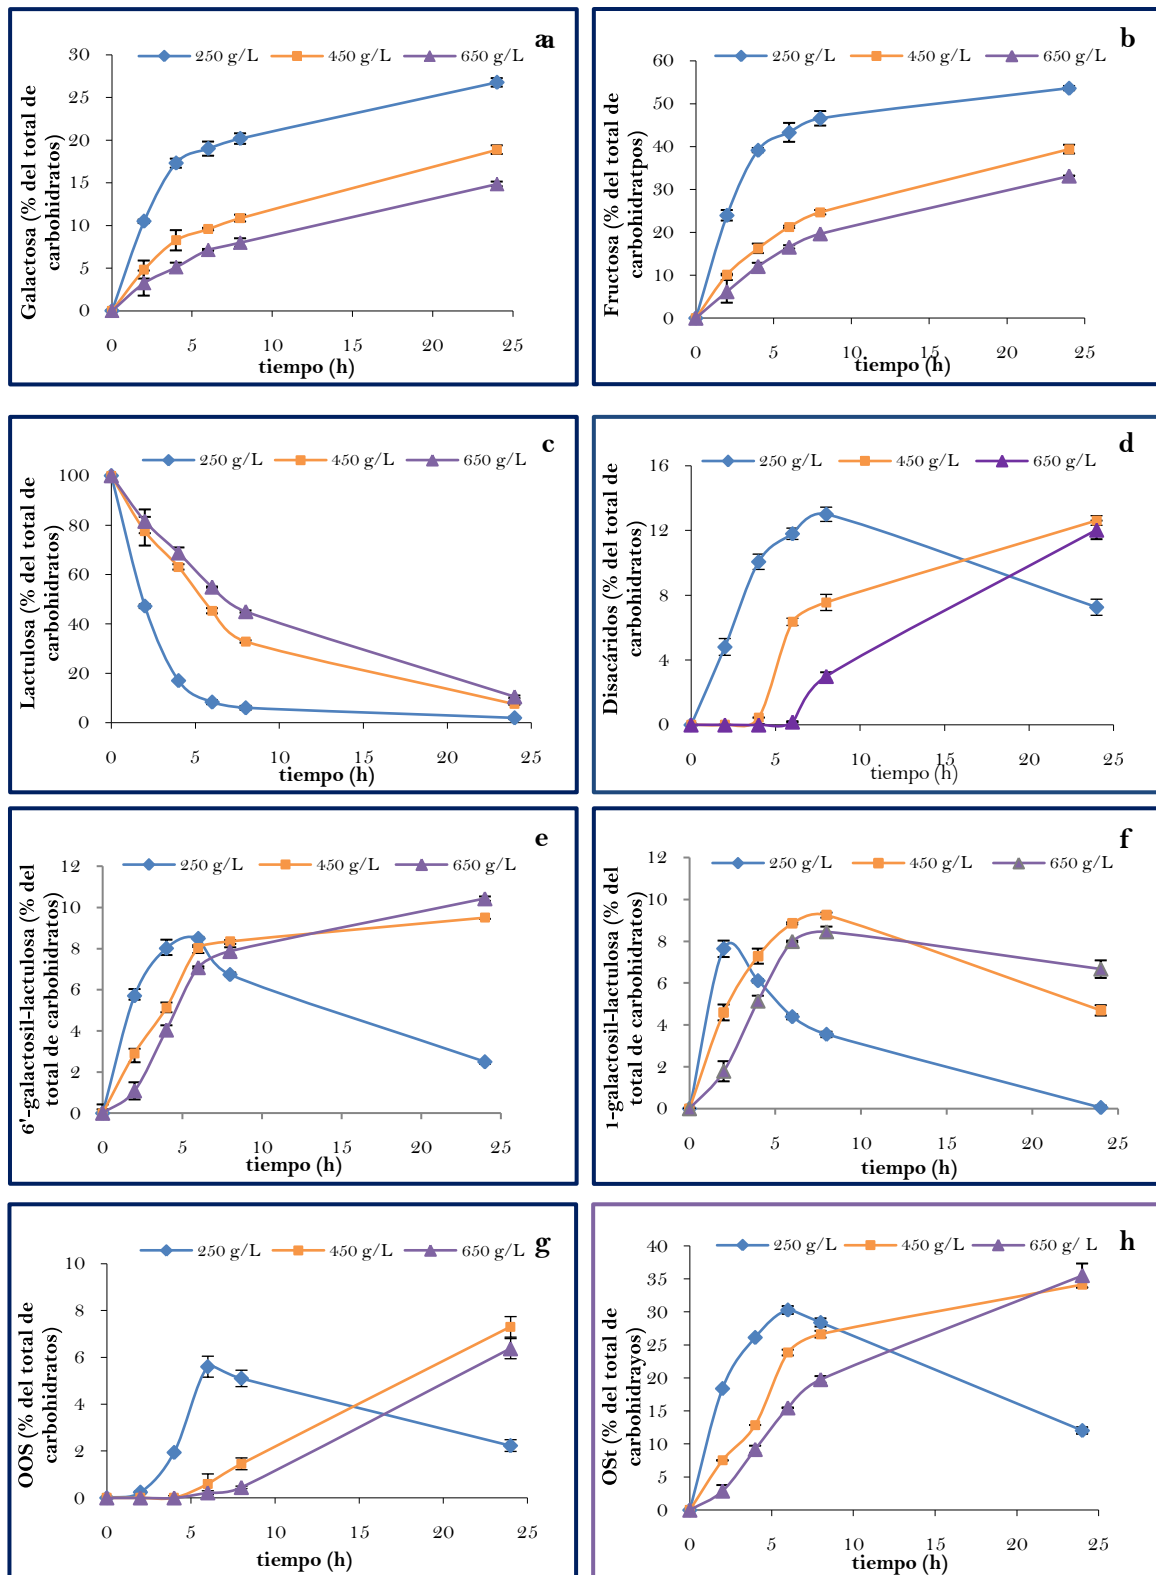 a
a
250 g/L 450 g/L 650 g/L
30
25
20
15
10
5
0
Galactosa (% del total de
carbohidratos)
0 5 10 15 20 25
tiempo (h)
b
250 g/L 450 g/L 650 g/L
60
50
40
30
20
10
0
Fructosa (% del total de
carbohidratpos)
0 5 10 15 20 25
tiempo (h)
c
250 g/L 450 g/L 650 g/L
100
80
60
40
20
0
Lactulosa (% del total de
carbohidratos)
0 5 10 15 20 25
tiempo (h)
d
250 g/L 450 g/L 650 g/L
16
12
8
4
0
Disacáridos (% del total de
carbohidratos)
0 5 10 15 20 25
tiempo (h)
e
250 g/L 450 g/L 650 g/L
12
10
8
6
4
2
0
6'-galactosil-lactulosa (% del
total de carbohidratos)
0 5 10 15 20 25
tiempo (h)
f
250 g/L 450 g/L 650 g/L
12
10
8
6
4
2
0
1-galactosil-lactulosa (% del
total de carbohidratos)
0 5 10 15 20 25
tiempo (h)
g
250 g/L 450 g/L 650 g/L
10
8
6
4
2
0
OOS (% del total de
carbohidratos)
0 5 10 15 20 25
tiempo (h)
h
250 g/L 450 g/L 650 g/ L
40
35
30
25
20
15
10
5
0
OSt (% del total de
carbohidrayos)
0 5 10 15 20 25
tiempo (h)